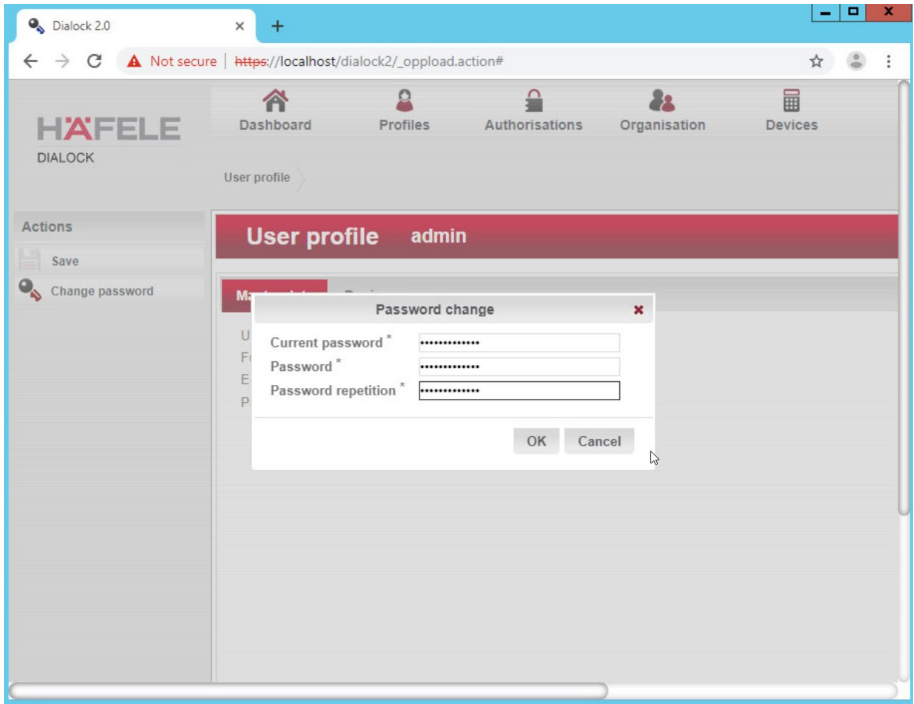 Dialock 2.0
Not secure | https://localhost/dialock2/_oppload.action#
HÄFELE
DIALOCK
Dashboard Profiles Authorisations Organisation Devices
User profile
Actions
Save
Change password
User profile admin
Password change
Current password *
Password *
Password repetition *
OK Cancel